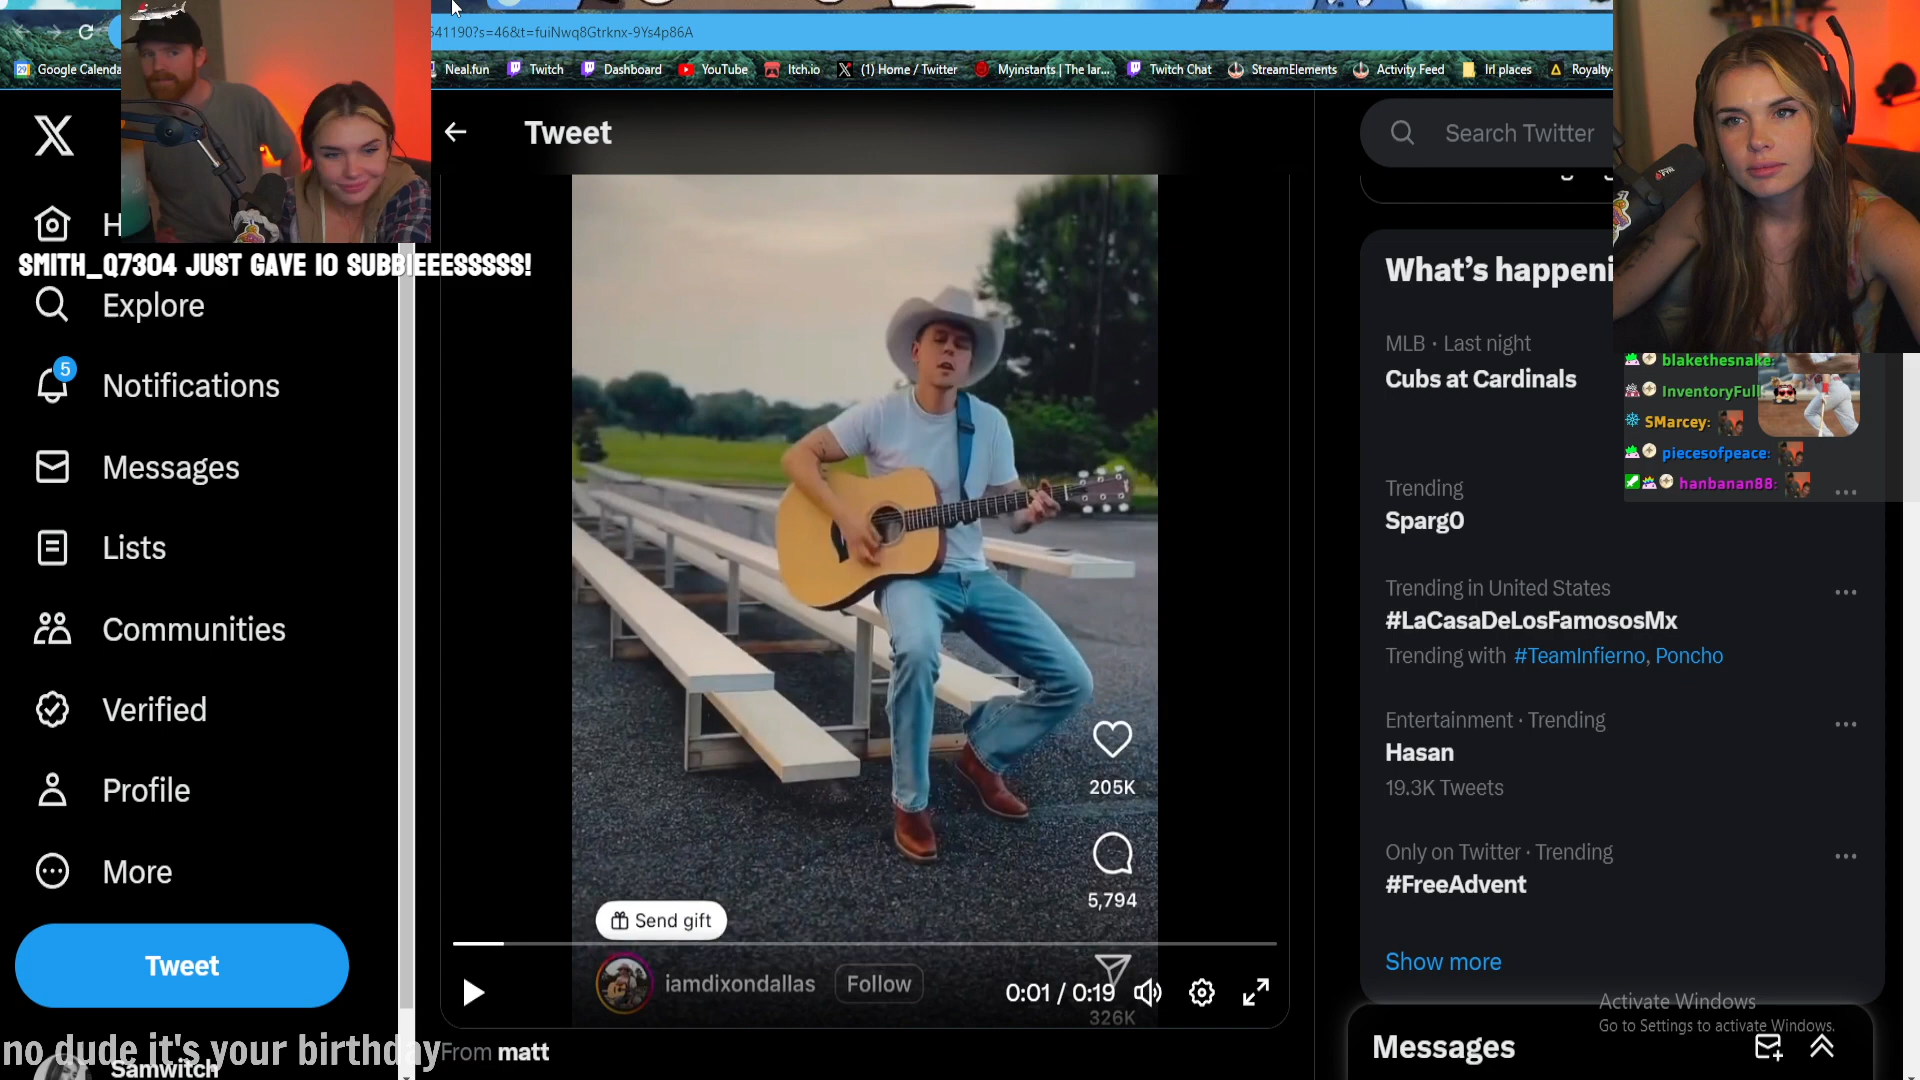 541190?s=46&t=fuiNwq8Gtrknx-9Ys4p86A
Google Calenda
Neal.fun
Twitch
Dashboard
YouTube
Itch.io
(1) Home / Twitter
Myinstants | The lar...
Twitch Chat
StreamElements
Activity Feed
Irl places
Royalty-
Tweet
Search Twitter
H
SMITH_Q7304 JUST GAVE 10 SUBBIEEESSSSS!
Explore
5
Notifications
Messages
Lists
Communities
Verified
Profile
More
Tweet
no dude it's your birthday
Samwitch
205K
5,794
Send gift
iamdixondallas
Follow
0:01 / 0:19
326K
From matt
What's happeni
MLB · Last night
Cubs at Cardinals
blakethesnake:
InventoryFull
SMarcey:
piecesofpeace:
hanbanan88:
Trending
Sparg0
Trending in United States
#LaCasaDeLosFamososMx
Trending with #TeamInfierno, Poncho
Entertainment · Trending
Hasan
19.3K Tweets
Only on Twitter · Trending
#FreeAdvent
Show more
Activate Windows
Go to Settings to activate Windows.
Messages